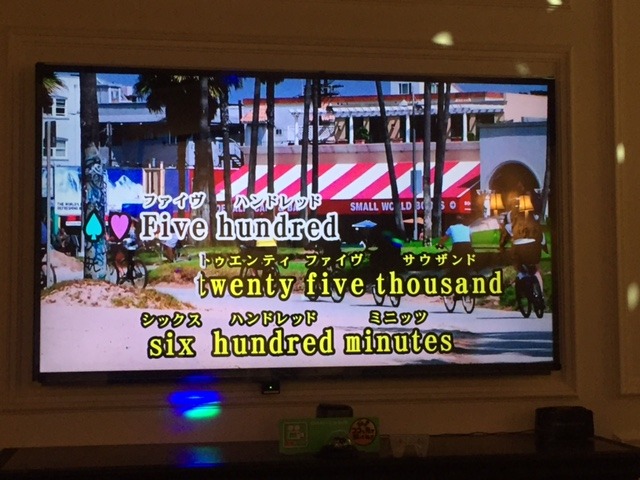 SMALL WORLD BOOKS
ファイヴ ハンドレッド
Five hundred
トゥエンティ ファイヴ サウザンド
twenty five thousand
シックス ハンドレッド ミニッツ
six hundred minutes